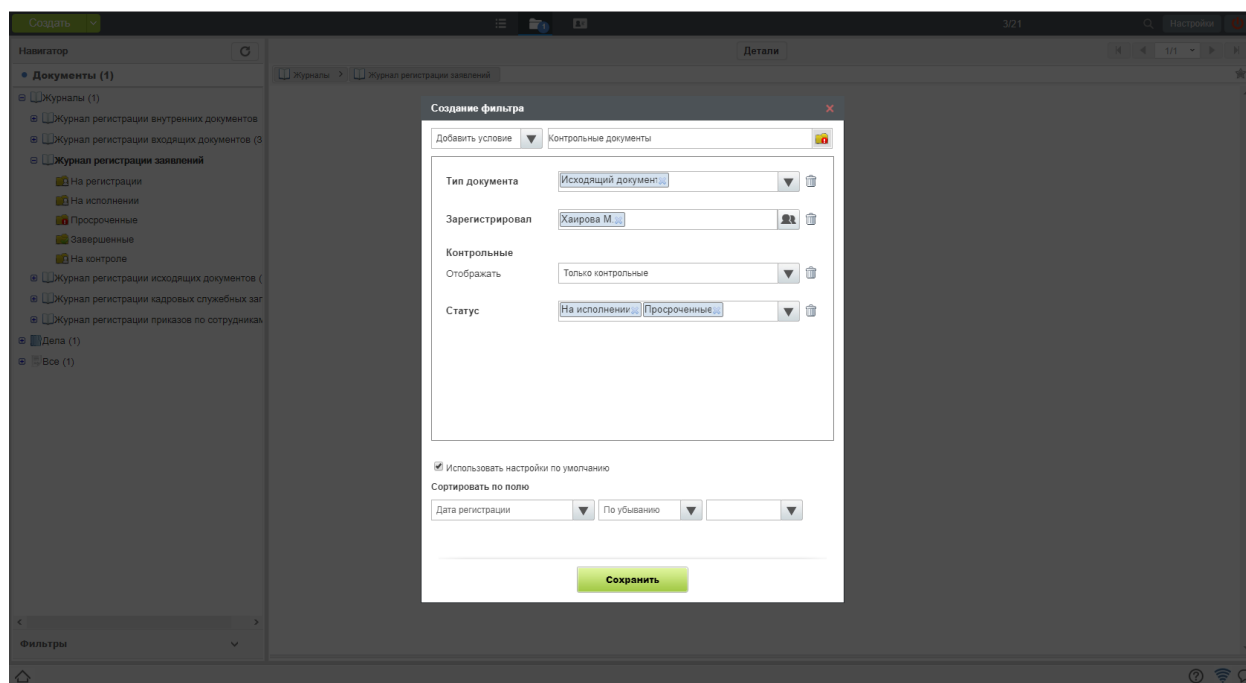 Создать
3/21
Настройки
Навигатор
Детали
1/1
Документы (1)
Журналы > Журнал регистрации заявлений
Журналы (1)
Журнал регистрации внутренних документов
Журнал регистрации входящих документов (3
Журнал регистрации заявлений
На регистрации
На исполнении
Просроченные
Завершенные
На контроле
Журнал регистрации исходящих документов (
Журнал регистрации кадровых служебных зап
Журнал регистрации приказов по сотрудникам
Дела (1)
Все (1)
Фильтры
Создание фильтра
Добавить условие
Контрольные документы
Тип документа
Исходящий документ
Зарегистрировал
Хаирова М.
Контрольные
Отображать
Только контрольные
Статус
На исполнении
Просроченные
Использовать настройки по умолчанию
Сортировать по полю
Дата регистрации
По убыванию
Сохранить